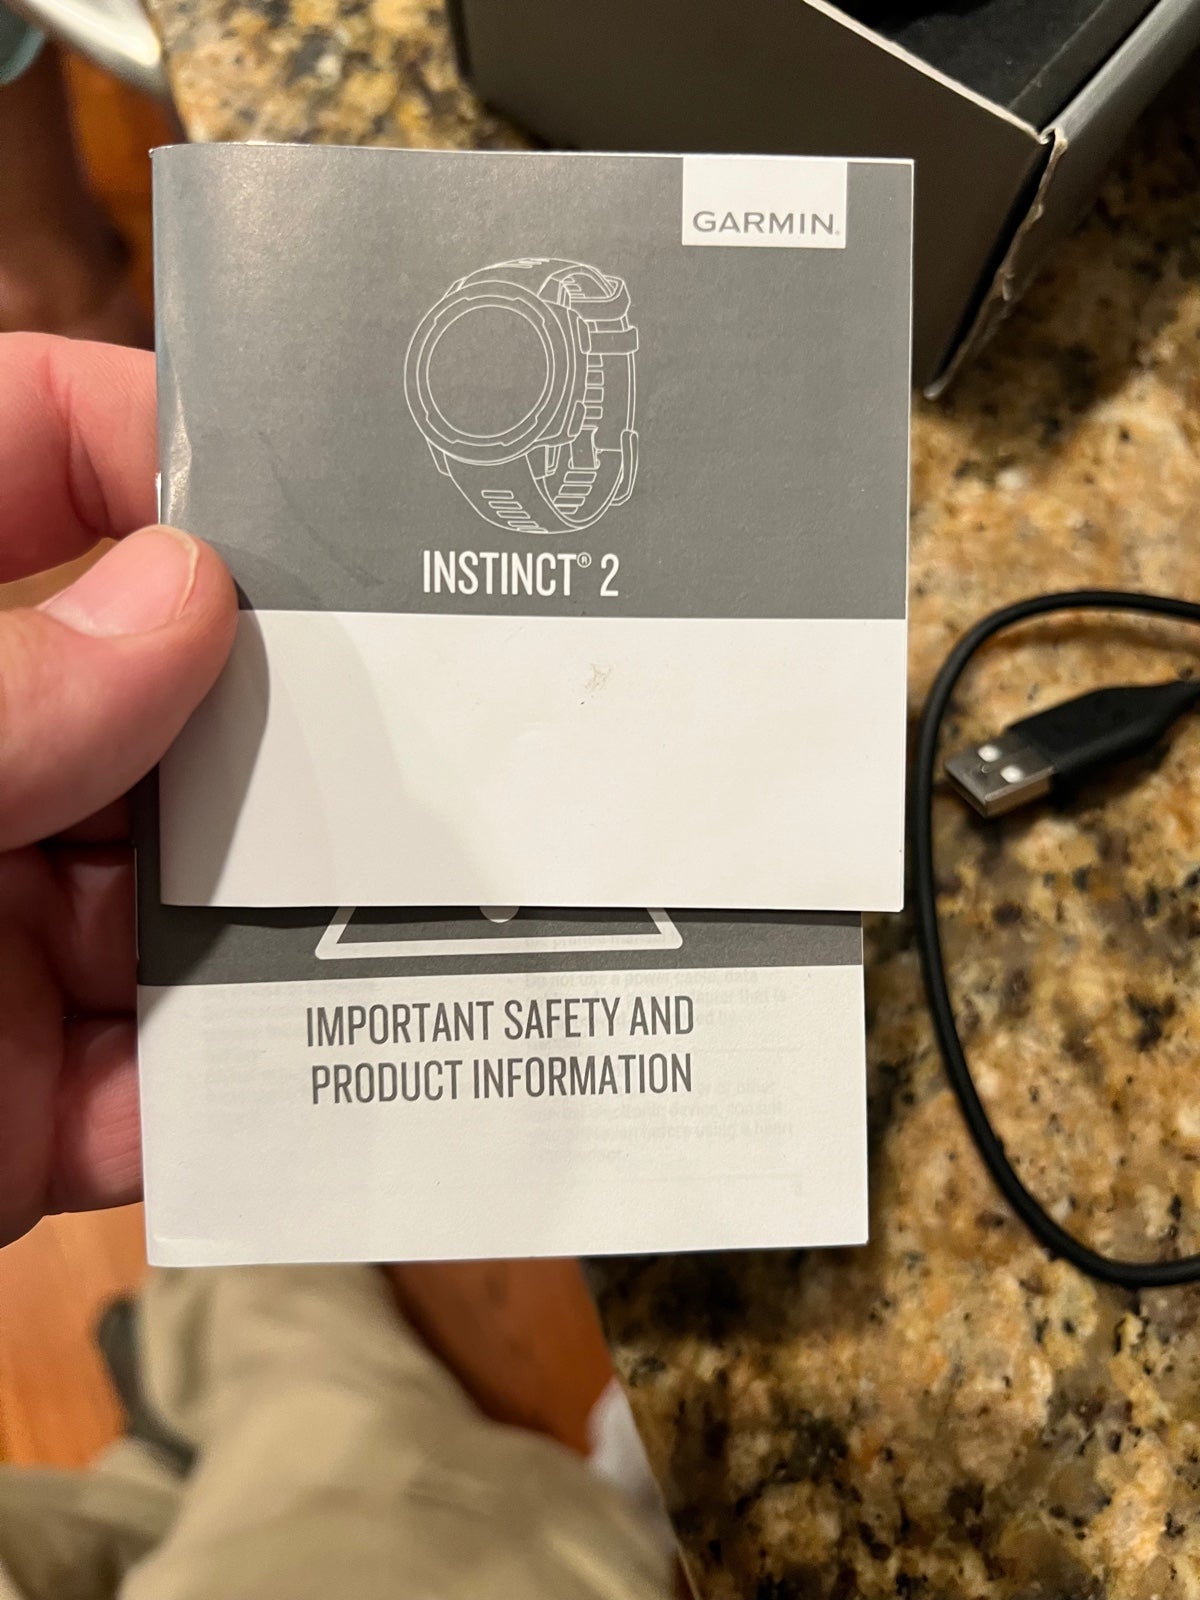 GARMIN.
INSTINCT® 2
IMPORTANT SAFETY AND
PRODUCT INFORMATION